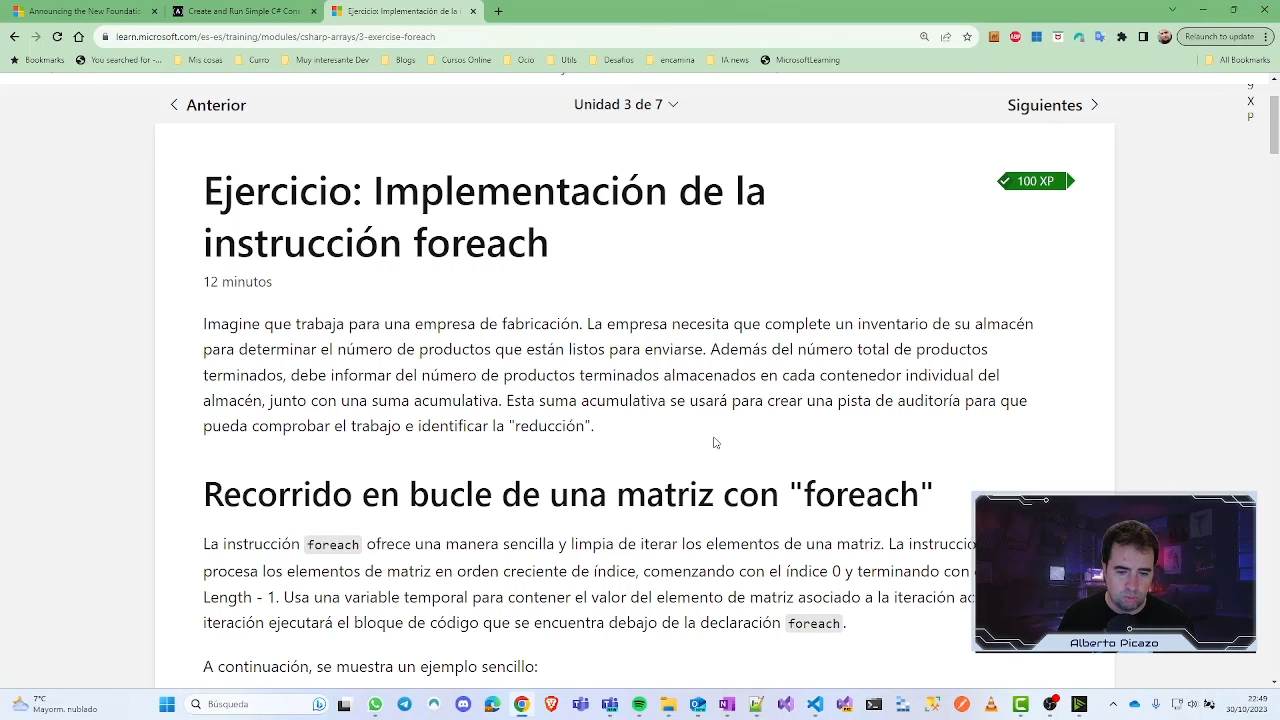 Announcing the New Foundatio
Create and Run Simple C# Cons
Ejercicio: Implementación de la i
learn.microsoft.com/es-es/training/modules/csharp-arrays/3-exercise-foreach
Relaunch to update
Bookmarks
You searched for -...
Mis cosas
Curro
Muy interesante Dev
Blogs
Cursos Online
Ocio
Utils
Desafios
encamina
IA news
MicrosoftLearning
All Bookmarks
Anterior
Unidad 3 de 7
Siguientes
X
P
Ejercicio: Implementación de la
instrucción foreach
100 XP
12 minutos
Imagine que trabaja para una empresa de fabricación. La empresa necesita que complete un inventario de su almacén
para determinar el número de productos que están listos para enviarse. Además del número total de productos
terminados, debe informar del número de productos terminados almacenados en cada contenedor individual del
almacén, junto con una suma acumulativa. Esta suma acumulativa se usará para crear una pista de auditoría para que
pueda comprobar el trabajo e identificar la "reducción".
Recorrido en bucle de una matriz con "foreach"
La instrucción foreach ofrece una manera sencilla y limpia de iterar los elementos de una matriz. La instruccio
procesa los elementos de matriz en orden creciente de índice, comenzando con el índice 0 y terminando con
Length - 1. Usa una variable temporal para contener el valor del elemento de matriz asociado a la iteración ac
iteración ejecutará el bloque de código que se encuentra debajo de la declaración foreach.
A continuación, se muestra un ejemplo sencillo:
Alberto Picazo
7°C
Mayorm. nublado
Búsqueda
22:49
30/10/2023